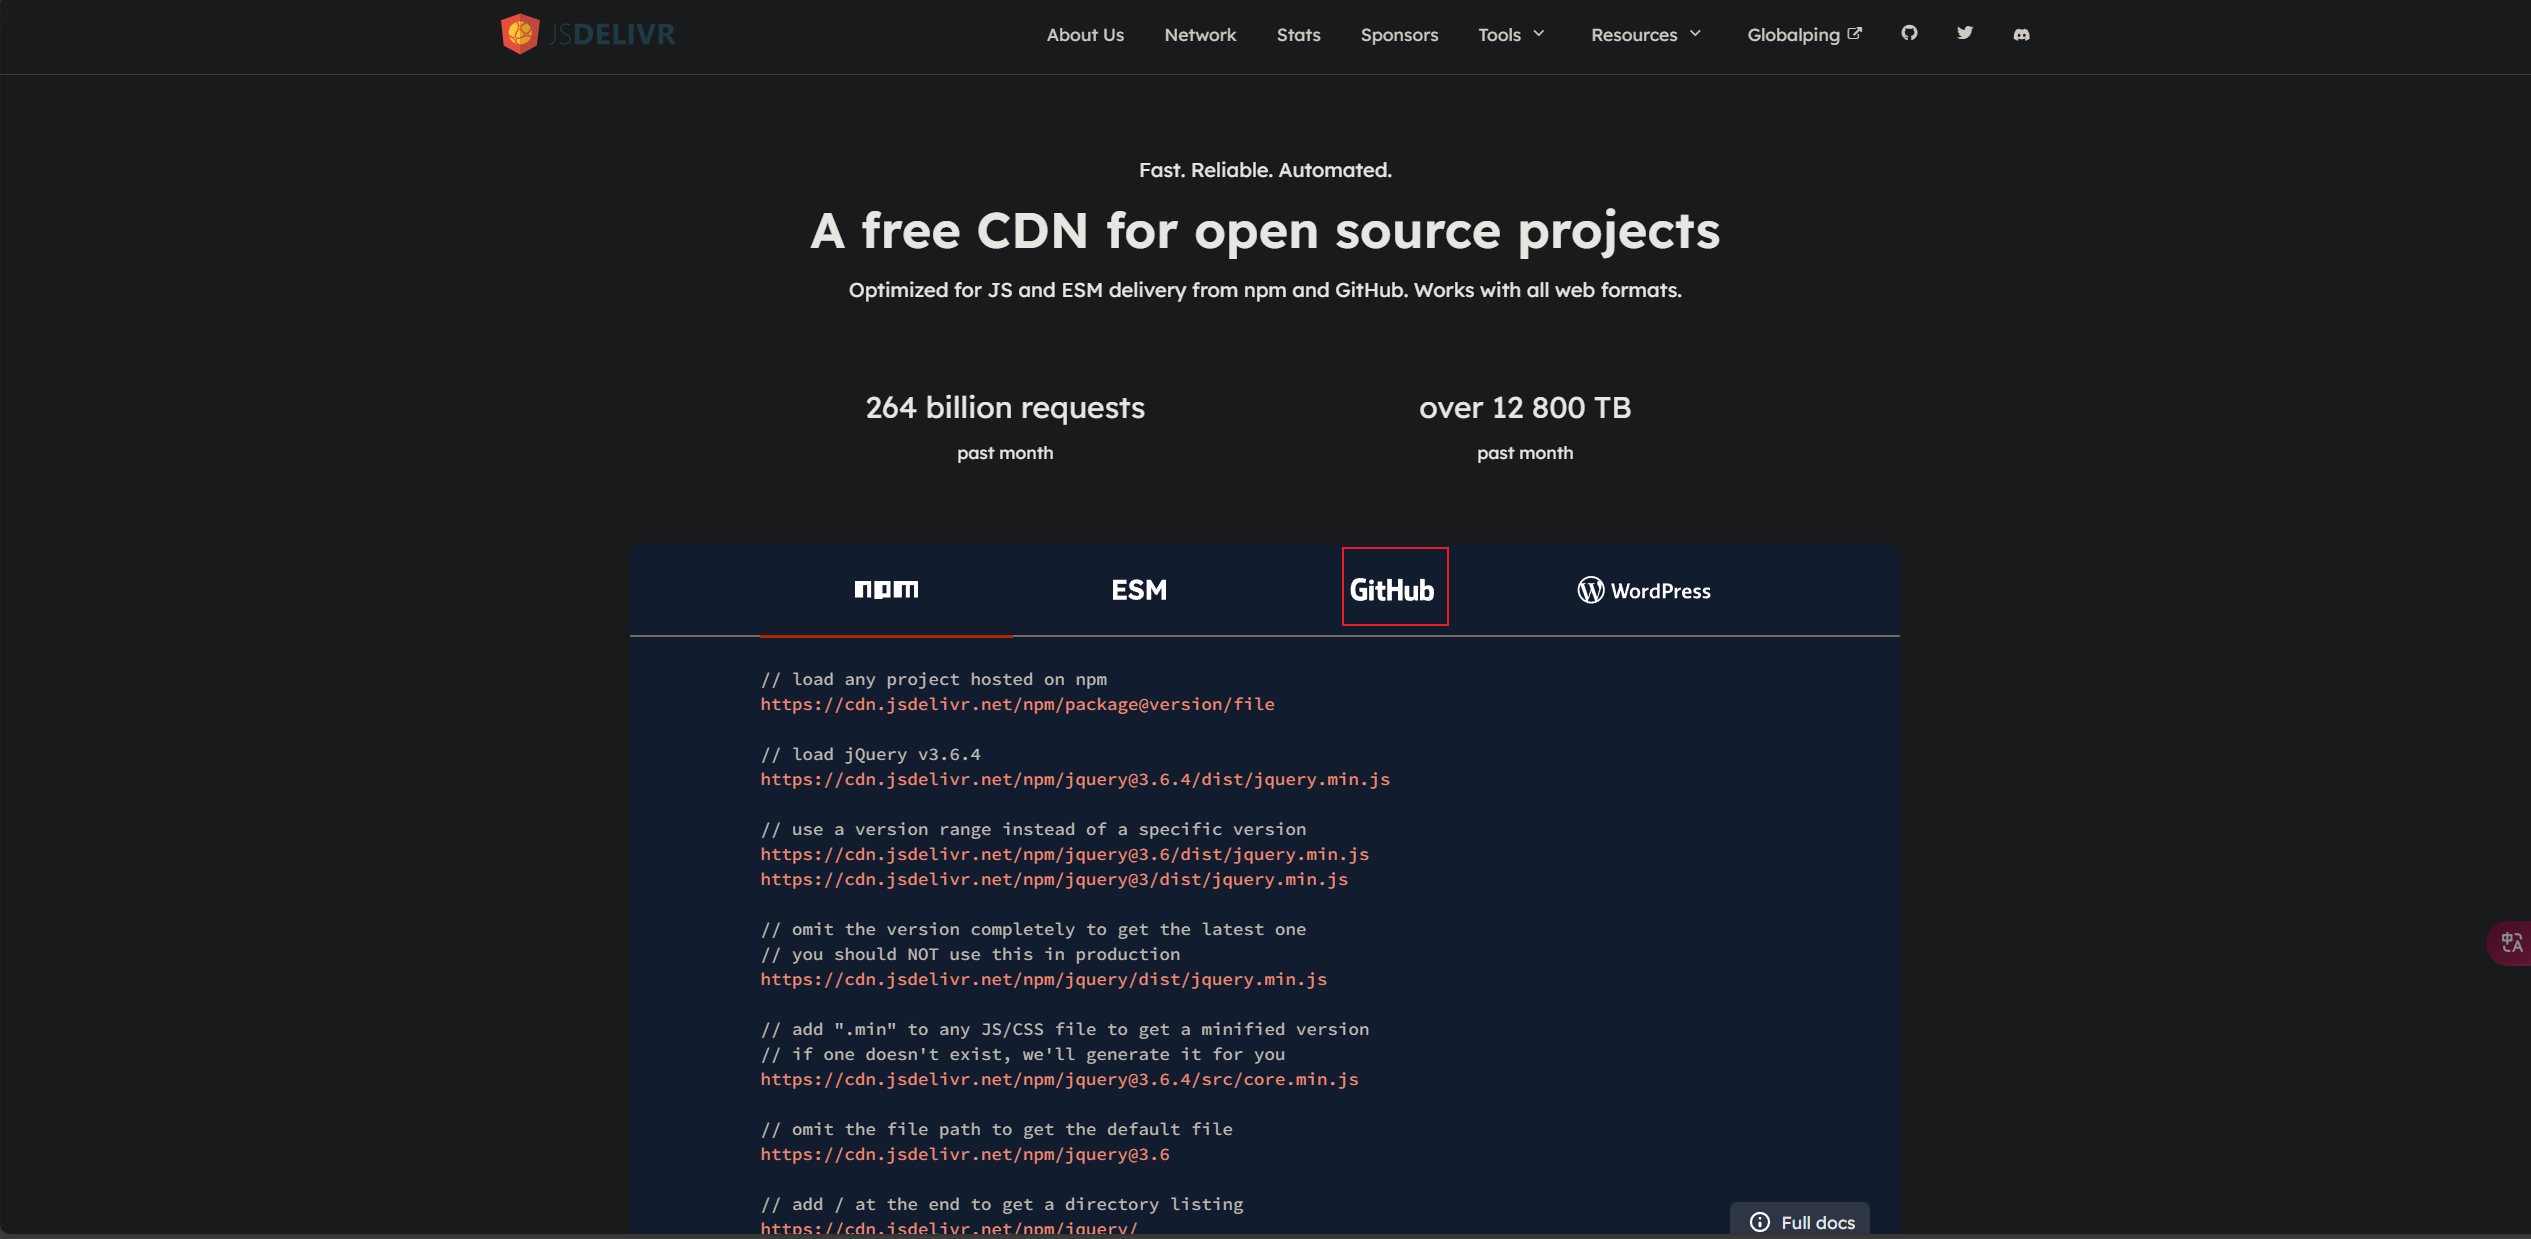 JSDELIVR
About Us Network Stats Sponsors Tools Resources Globalping
Fast. Reliable. Automated.
A free CDN for open source projects
Optimized for JS and ESM delivery from npm and GitHub. Works with all web formats.
264 billion requests over 12 800 TB
past month past month
npm ESM GitHub WordPress
// load any project hosted on npm
https://cdn.jsdelivr.net/npm/package@version/file
// load jQuery v3.6.4
https://cdn.jsdelivr.net/npm/jquery@3.6.4/dist/jquery.min.js
// use a version range instead of a specific version
https://cdn.jsdelivr.net/npm/jquery@3.6/dist/jquery.min.js
https://cdn.jsdelivr.net/npm/jquery@3/dist/jquery.min.js
// omit the version completely to get the latest one
// you should NOT use this in production
https://cdn.jsdelivr.net/npm/jquery/dist/jquery.min.js
// add ".min" to any JS/CSS file to get a minified version
// if one doesn't exist, we'll generate it for you
https://cdn.jsdelivr.net/npm/jquery@3.6.4/src/core.min.js
// omit the file path to get the default file
https://cdn.jsdelivr.net/npm/jquery@3.6
// add / at the end to get a directory listing
https://cdn.jsdelivr.net/npm/jquery/
Full docs